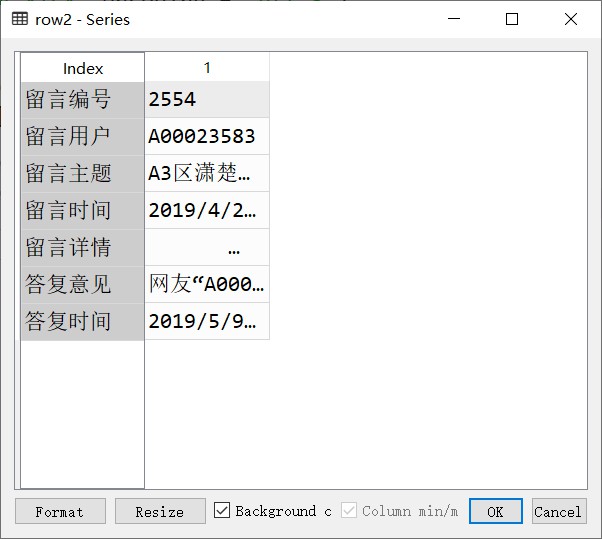 row2 - Series
Index 1
留言编号 2554
留言用户 A00023583
留言主题 A3区潇楚…
留言时间 2019/4/2…
留言详情 …
答复意见 网友“A000…
答复时间 2019/5/9…
Format Resize Background c Column min/m OK Cancel